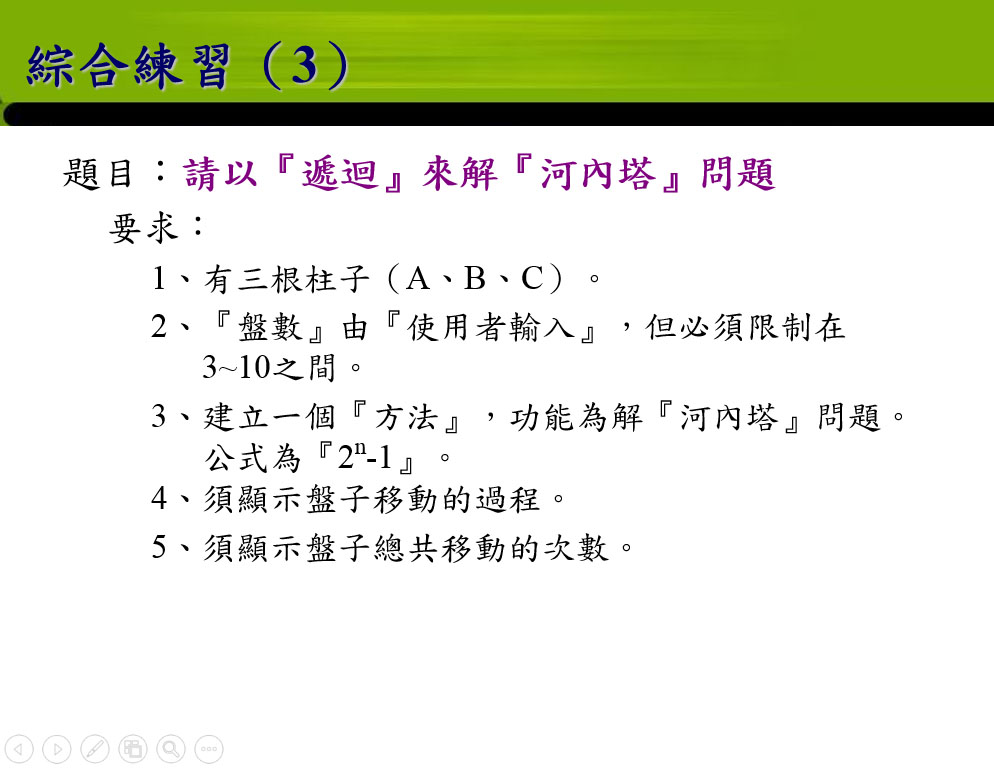 綜合練習（3）
題目：請以『遞迴』來解『河內塔』問題
要求：
1、有三根柱子（A、B、C）。
2、『盤數』由『使用者輸入』，但必須限制在
3~10之間。
3、建立一個『方法』，功能為解『河內塔』問題。
公式為『2ⁿ-1』。
4、須顯示盤子移動的過程。
5、須顯示盤子總共移動的次數。